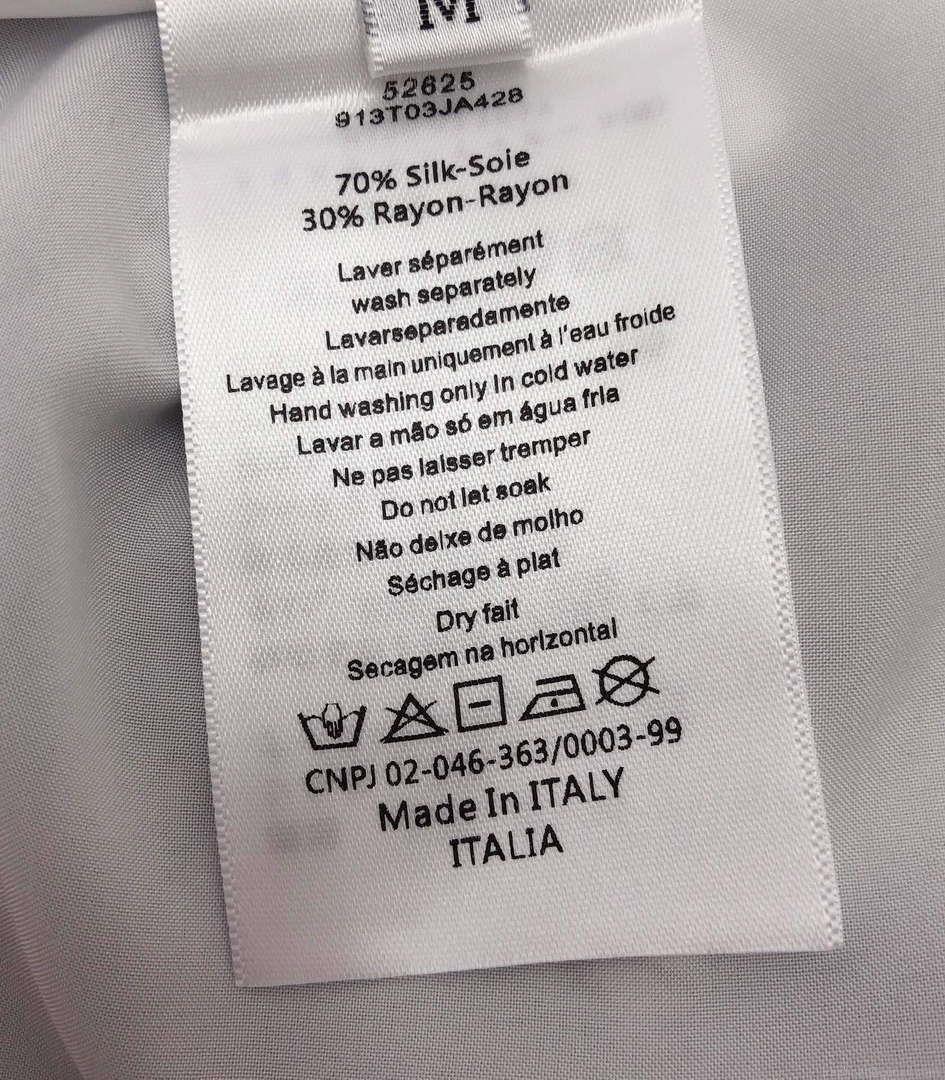 M
52625
913T03JA428
70% Silk-Soie
30% Rayon-Rayon
Laver séparément
wash separately
Lavarseparadamente
Lavage à la main uniquement à l'eau froide
Hand washing only In cold water
Lavar a mão só em água frla
Ne pas laisser tremper
Do not let soak
Não delxe de molho
Séchage à plat
Dry fait
Secagem na horlzontal
CNPJ 02-046-363/0003-99
Made In ITALY
ITALIA